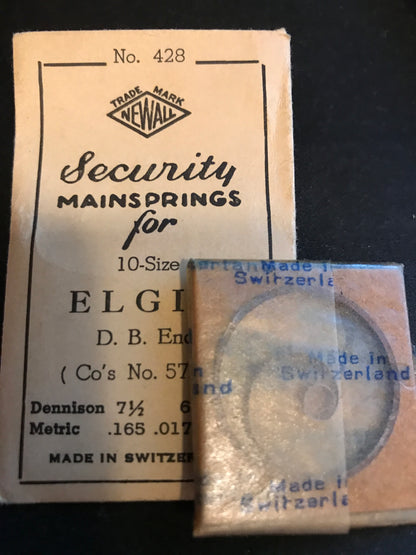 No. 428
TRADE MARK
NEWALL
Security
MAINSPRINGS
for
10-Size
ELGI
D. B. End
( Co's No. 57
Dennison 7½ 6
Metric .165 .017
MADE IN SWITZER
Made in
Switzerla
Made in
Switzerland
Made in
Switzerla